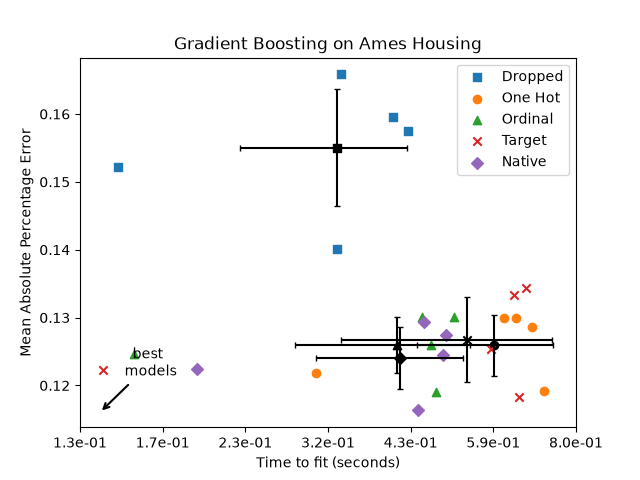 Gradient Boosting on Ames Housing
Mean Absolute Percentage Error
0.16
0.15
0.14
0.13
0.12
Dropped
One Hot
Ordinal
Target
Native
best
models
1.3e-01 1.7e-01 2.3e-01 3.2e-01 4.3e-01 5.9e-01 8.0e-01
Time to fit (seconds)